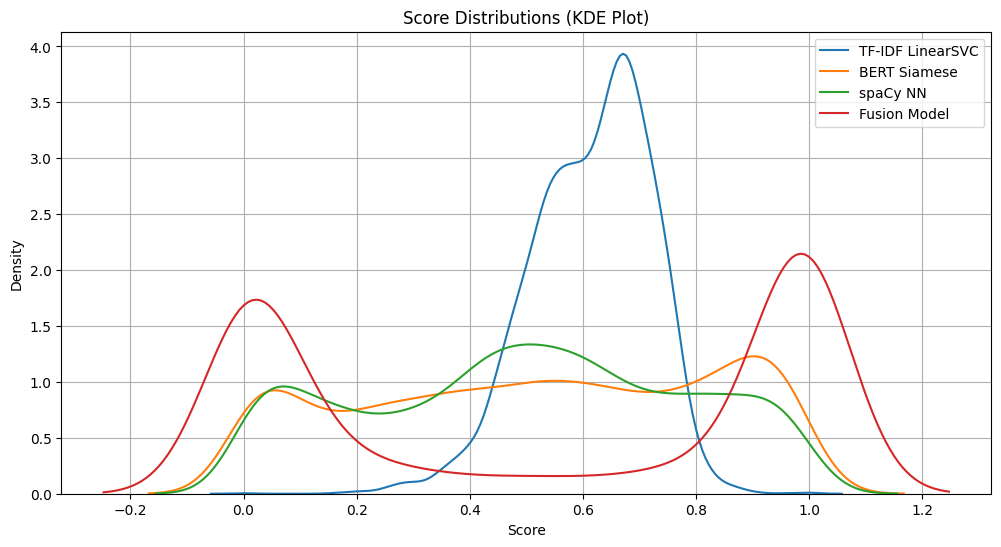 Score Distributions (KDE Plot)
TF-IDF LinearSVC
BERT Siamese
spaCy NN
Fusion Model
Density
4.0
3.5
3.0
2.5
2.0
1.5
1.0
0.5
0.0
−0.2 0.0 0.2 0.4 0.6 0.8 1.0 1.2
Score